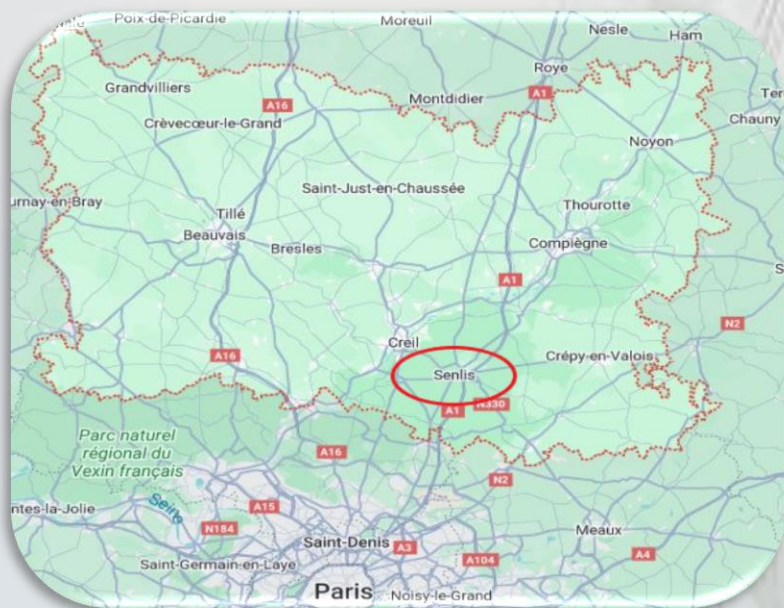 Poix-de-Picardie
Moreuil
Nesle
Ham
Roye
Grandvilliers
Montdidier
A1
A16
Chauny
Crèvecœur-le-Grand
Noyon
Saint-Just-en-Chaussée
Thourotte
Tillé
Beauvais
Bresles
Compiègne
A1
N2
Creil
A16
Crépy-en-Valois
Senlis
A1
N330
Parc naturel
régional du
Vexin français
A16
N2
Seine
A15
N184
Meaux
Saint-Denis
A3
A104
A4
Saint-Germain-en-Laye
Paris
Noisy-le-Grand